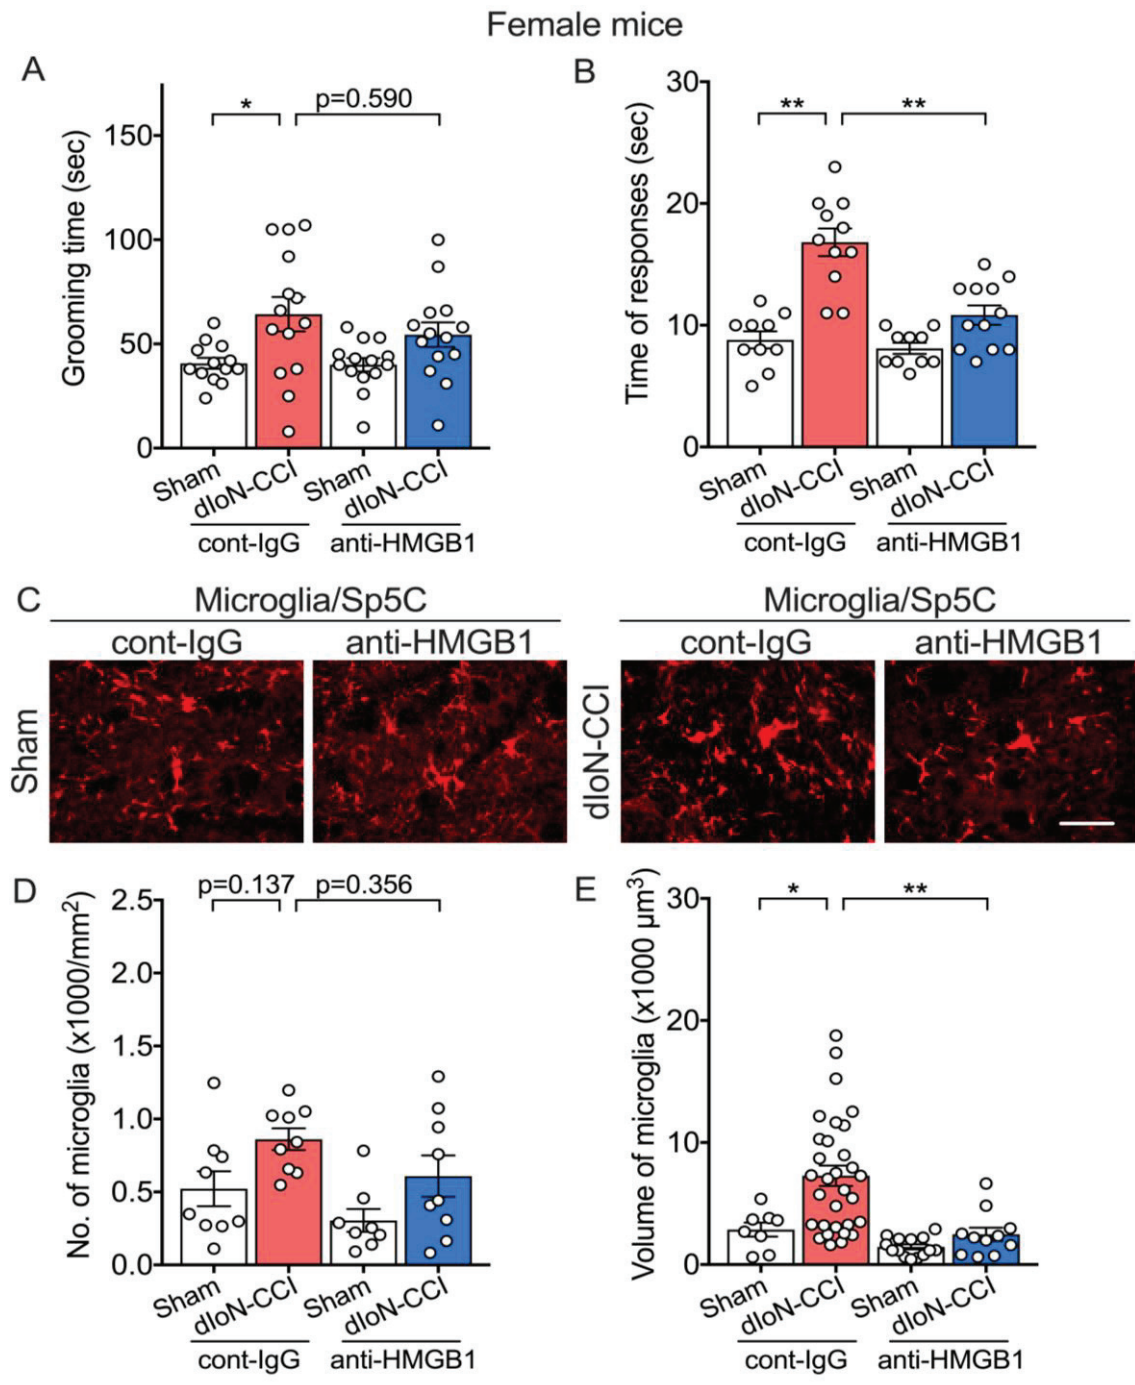 Female mice
A
Grooming time (sec)
150
100
50
0
*
p=0.590
Sham
dIoN-CCI
Sham
dIoN-CCI
cont-IgG
anti-HMGB1
B
Time of responses (sec)
30
20
10
0
**
**
Sham
dIoN-CCI
Sham
dIoN-CCI
cont-IgG
anti-HMGB1
C
Microglia/Sp5C
cont-IgG
anti-HMGB1
Sham
Microglia/Sp5C
cont-IgG
anti-HMGB1
dIoN-CCI
D
No. of microglia (x1000/mm²)
2.5
2.0
1.5
1.0
0.5
0.0
p=0.137
p=0.356
Sham
dIoN-CCI
Sham
dIoN-CCI
cont-IgG
anti-HMGB1
E
Volume of microglia (x1000 µm³)
30
20
10
0
*
**
Sham
dIoN-CCI
Sham
dIoN-CCI
cont-IgG
anti-HMGB1